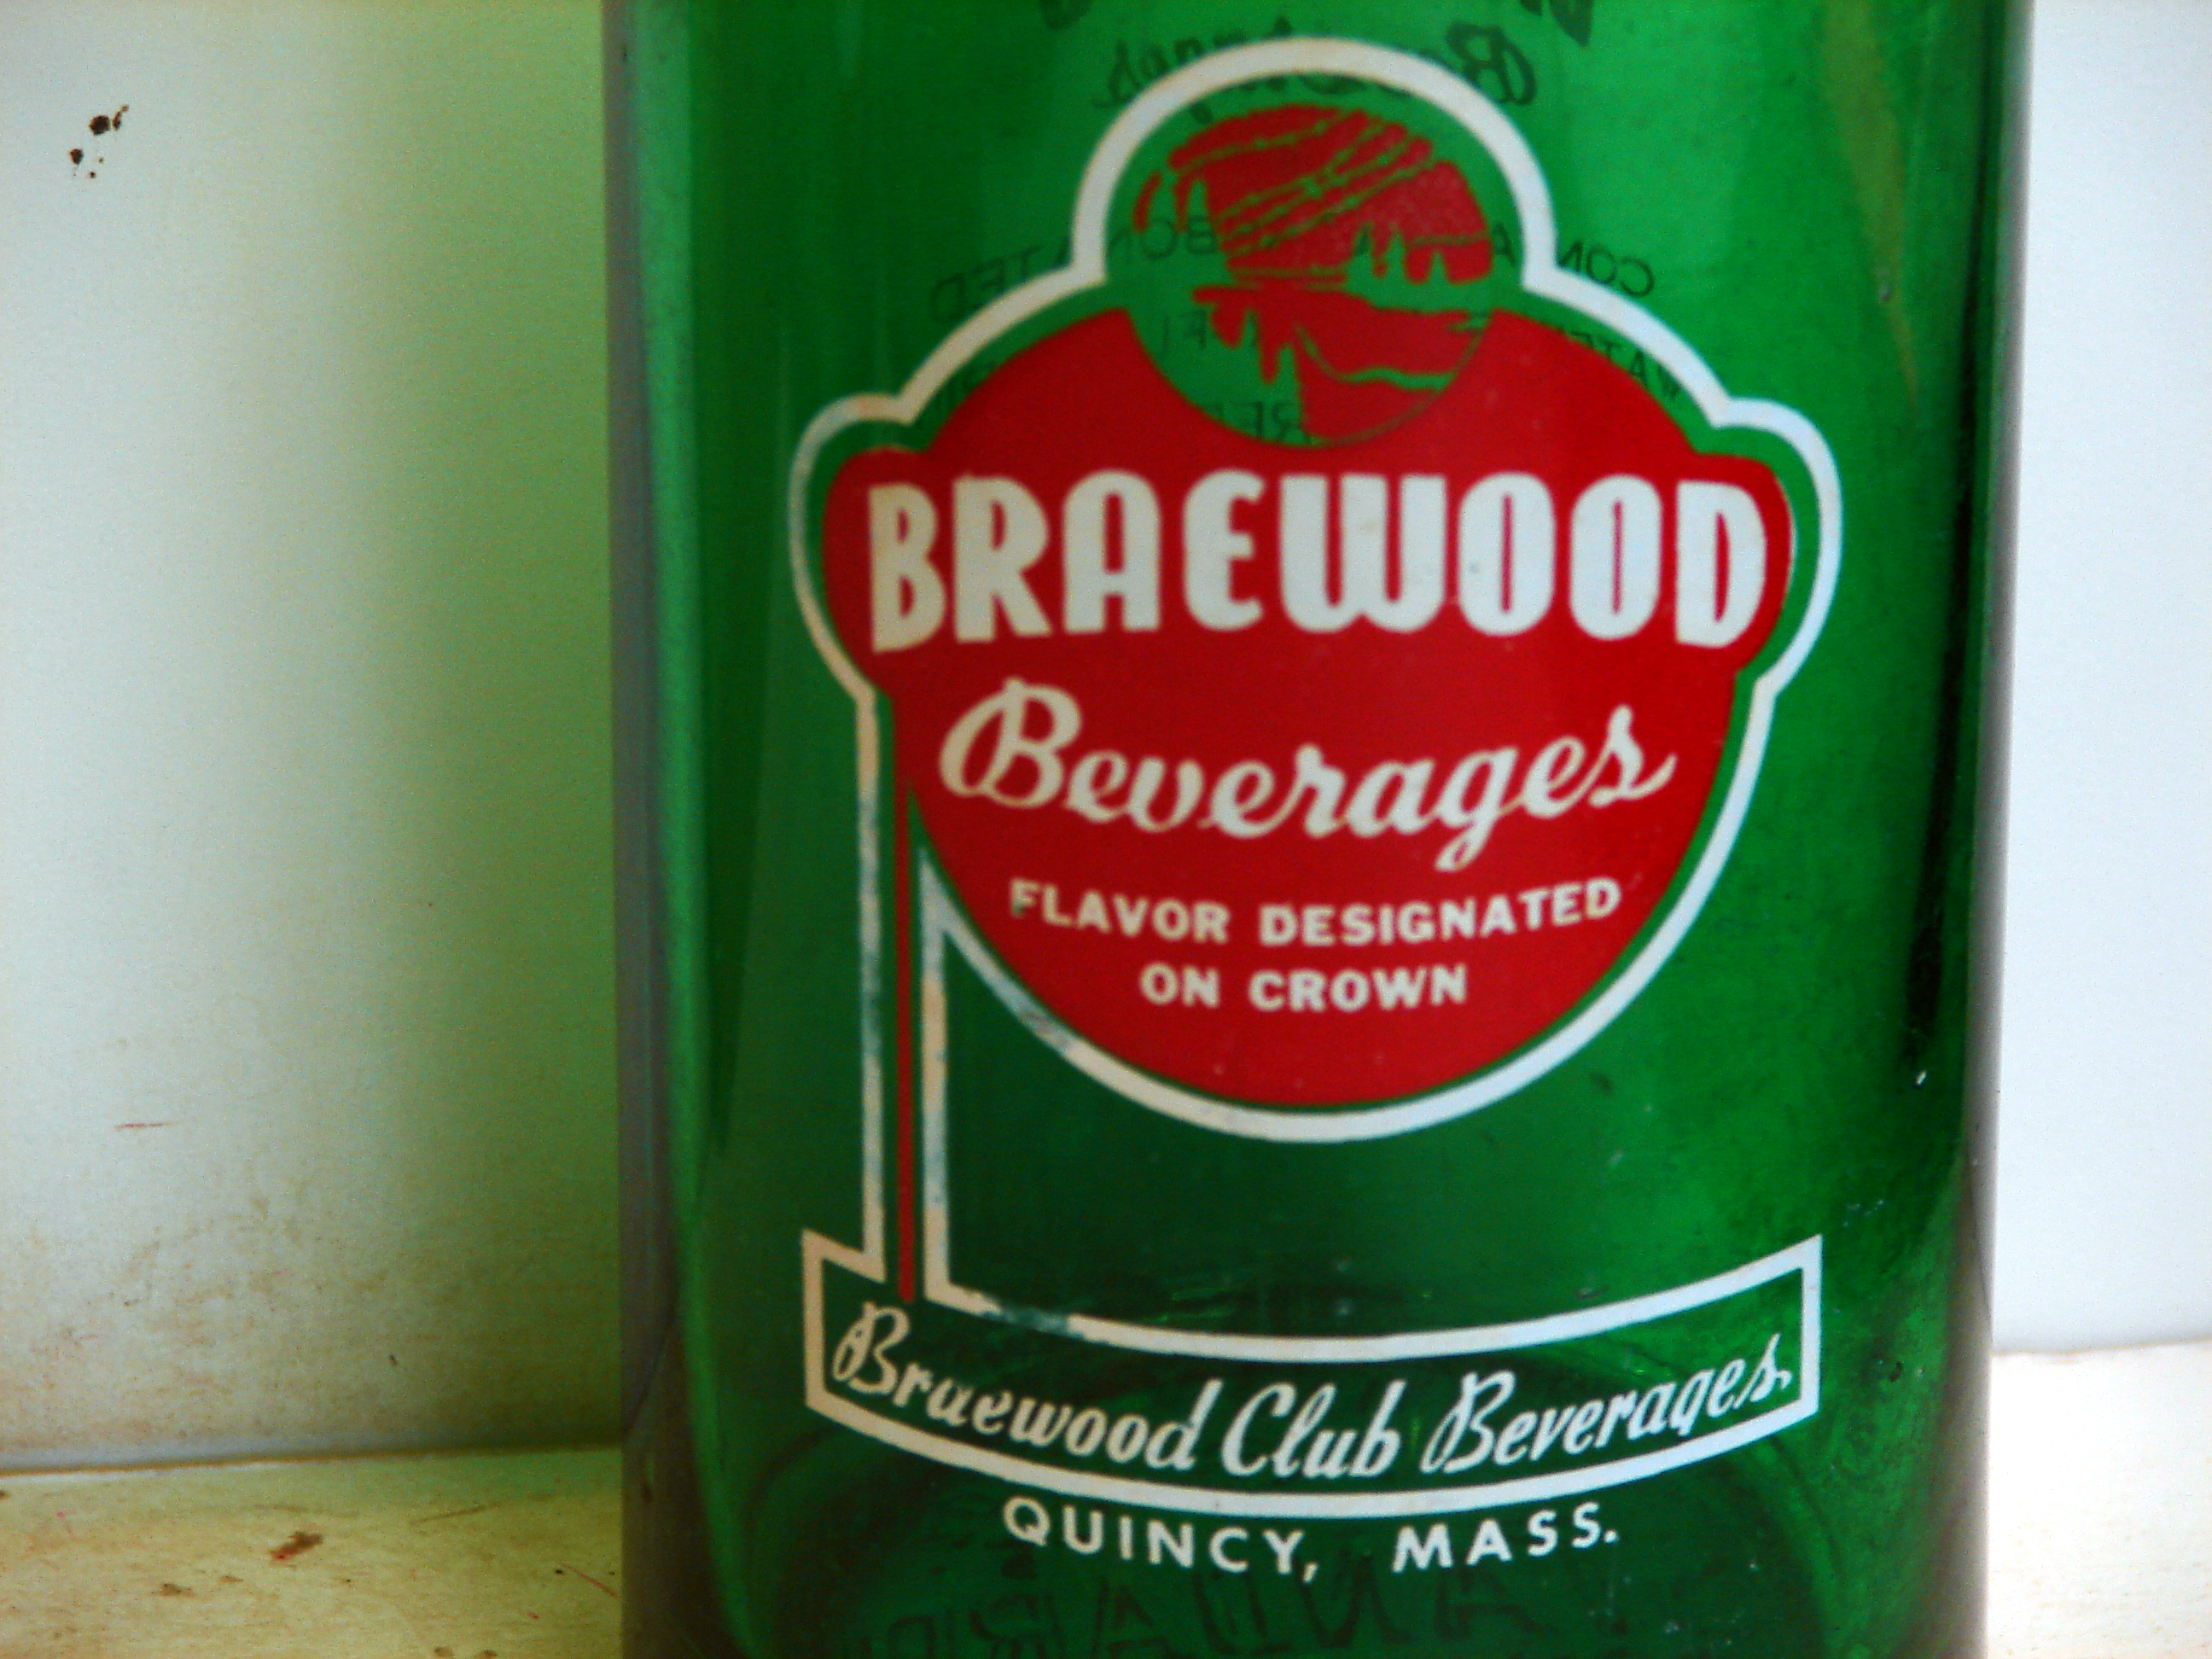 BRAEWOOD
Beverages
FLAVOR DESIGNATED
ON CROWN
Braewood Club Beverages
QUINCY, MASS.